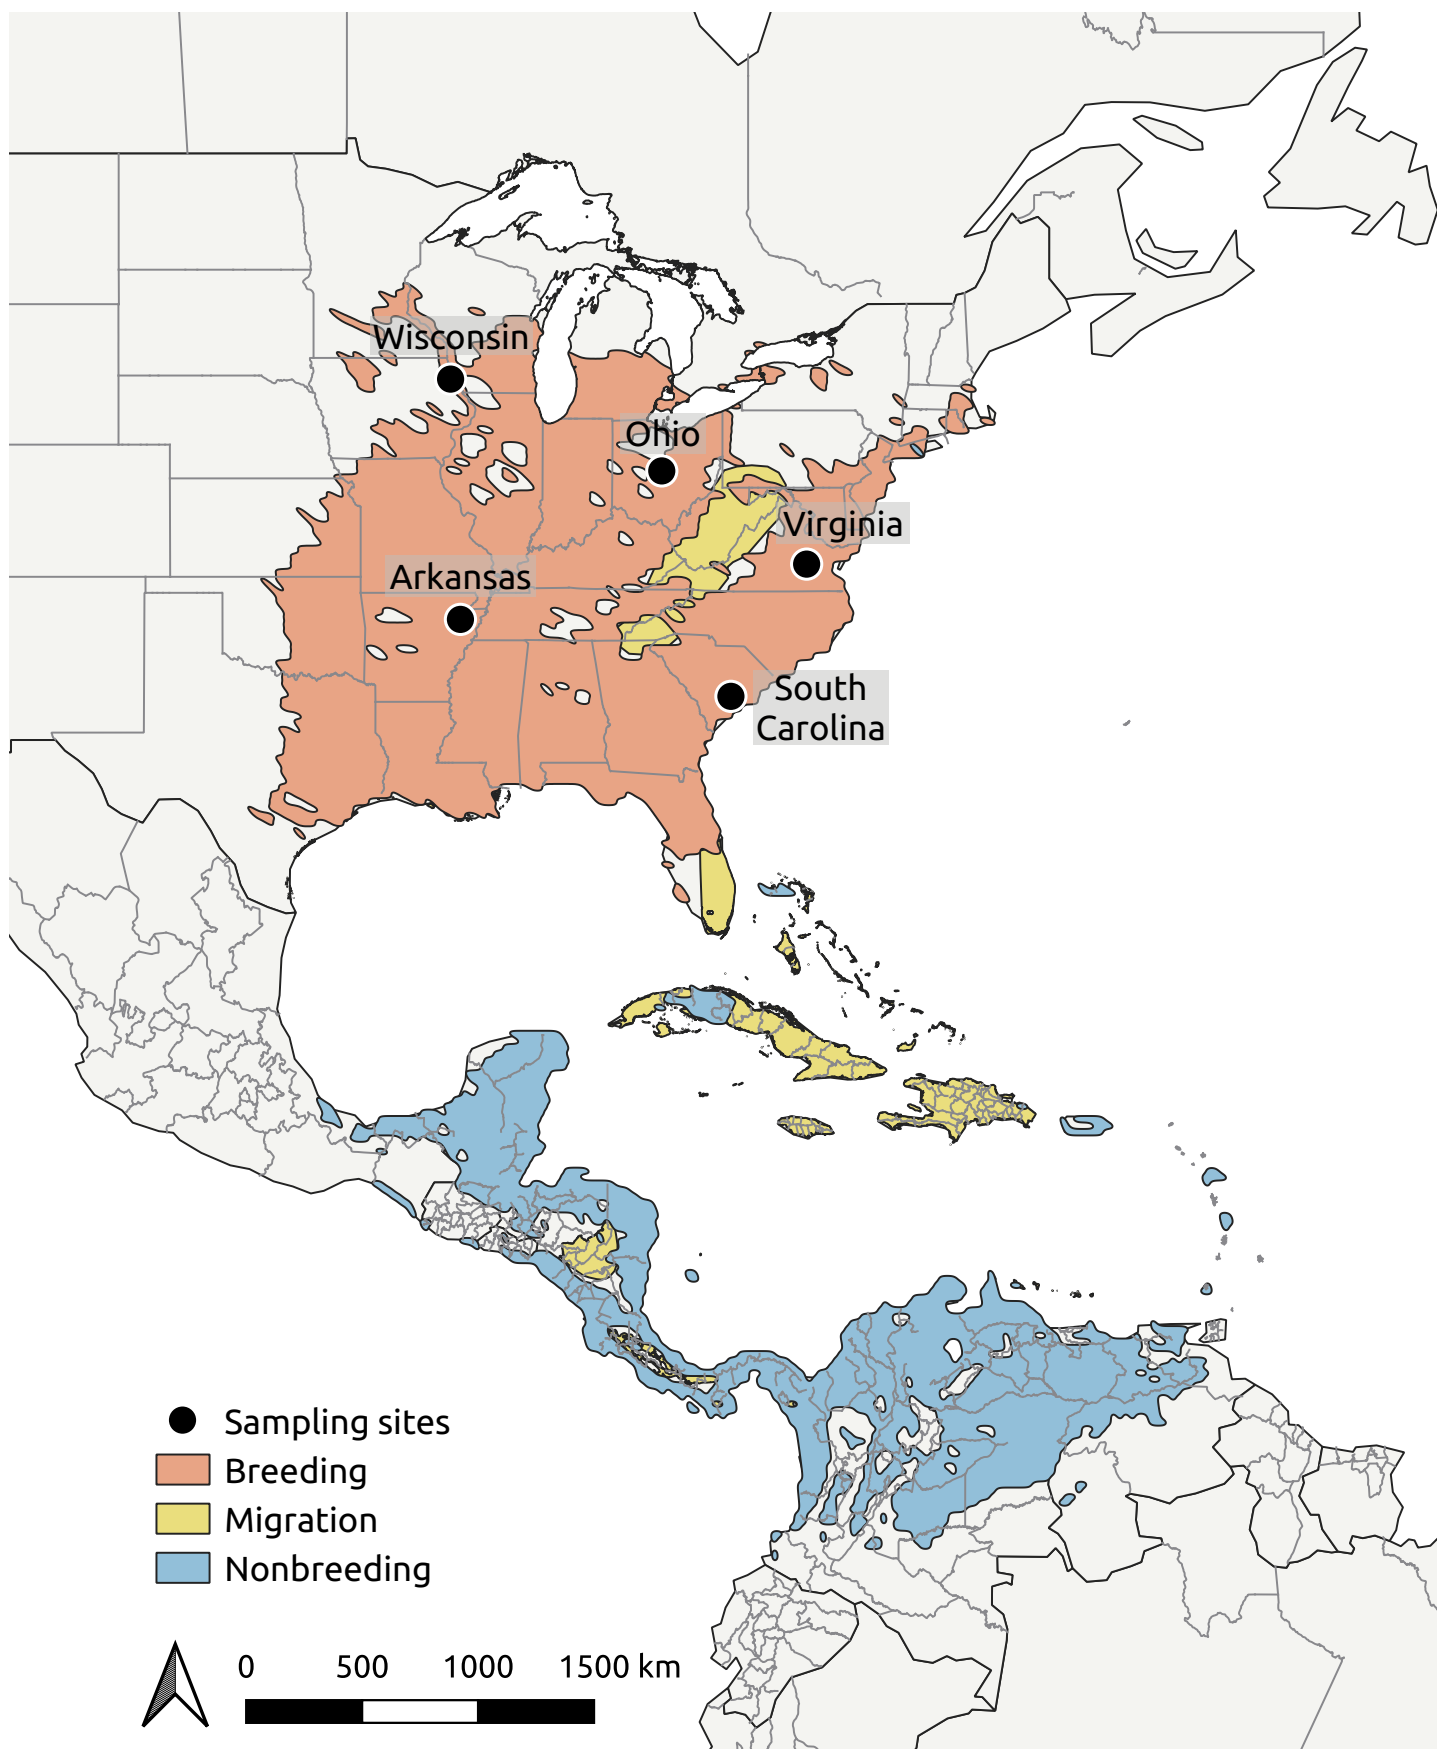 Wisconsin
Ohio
Virginia
Arkansas
South
Carolina
Sampling sites
Breeding
Migration
Nonbreeding
0 500 1000 1500 km